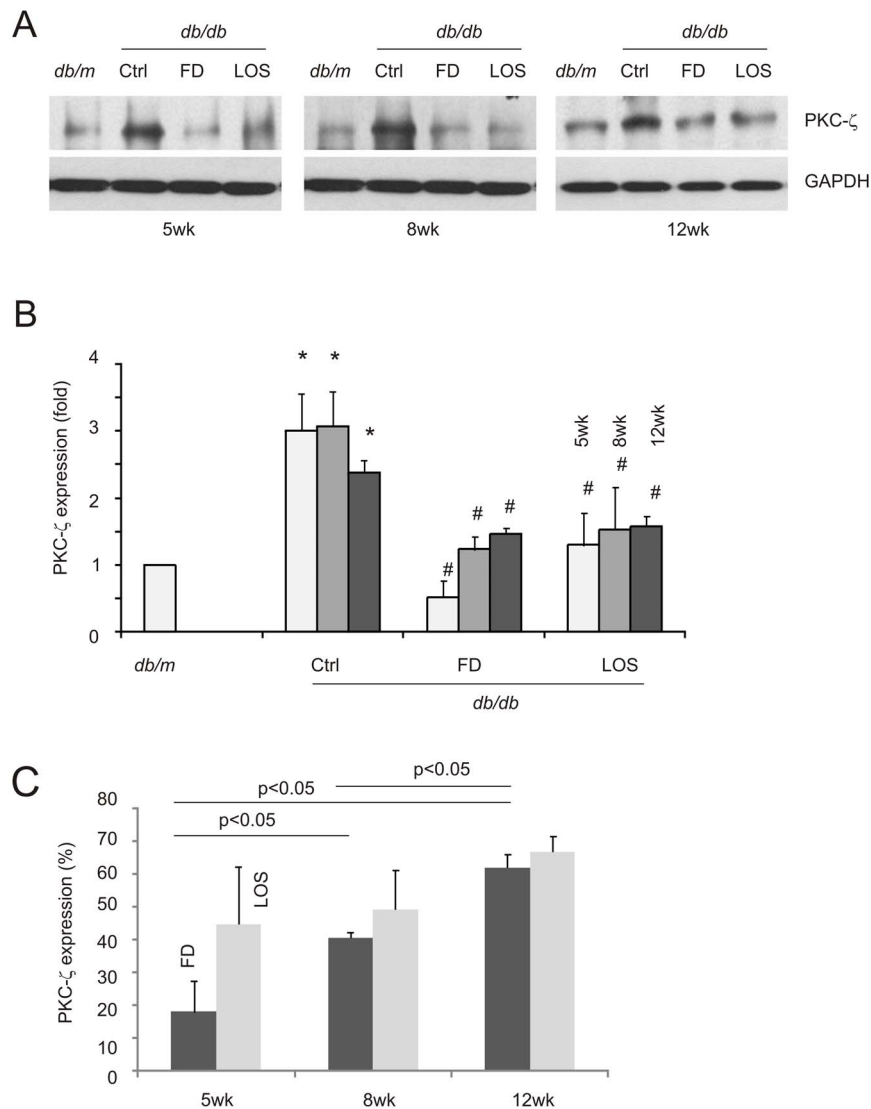 A
db/db
db/db
db/db
db/m Ctrl FD LOS
db/m Ctrl FD LOS
db/m Ctrl FD LOS
PKC-ζ
GAPDH
5wk
8wk
12wk
B
PKC-ζ expression (fold)
4
3
2
1
0
* * *
# # #
# # #
5wk
8wk
12wk
db/m
Ctrl
FD
LOS
db/db
C
p<0.05
p<0.05
p<0.05
PKC-ζ expression (%)
80
70
60
50
40
30
20
10
0
FD
LOS
5wk
8wk
12wk